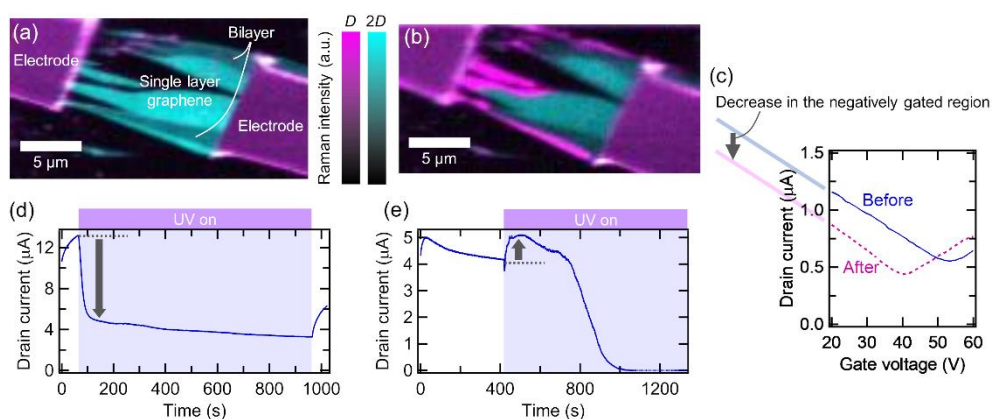 (a)
Electrode
Bilayer
Single layer
graphene
Electrode
5 µm
Raman intensity (a.u.)
D
2D
(b)
5 µm
(c)
Decrease in the negatively gated region
1.5
1.0
0.5
0.0
Drain current (µA)
Before
After
20
30
40
50
60
Gate voltage (V)
(d)
UV on
12
8
4
0
Drain current (µA)
0
200
400
600
800
1000
Time (s)
(e)
UV on
5
4
3
2
1
0
Drain current (µA)
0
400
800
1200
Time (s)